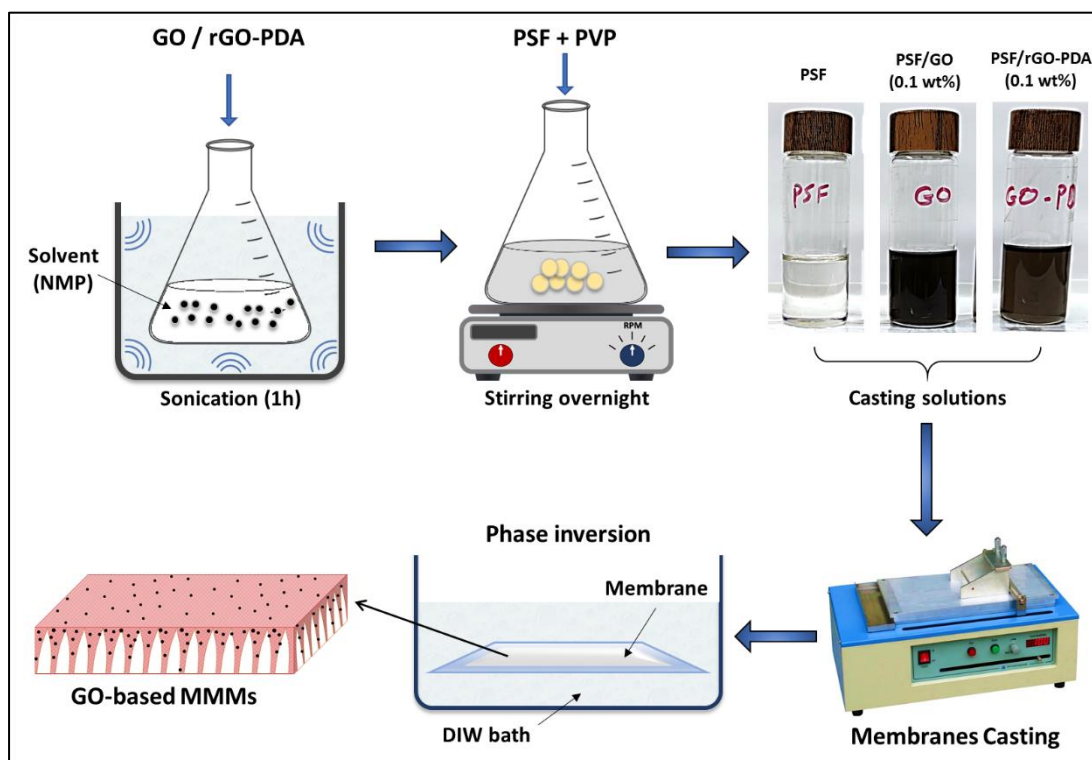 GO / rGO-PDA
PSF + PVP
PSF
PSF/GO
(0.1 wt%)
PSF/rGO-PDA
(0.1 wt%)
Solvent
(NMP)
RPM
PSF
GO
GO-PD
Sonication (1h)
Stirring overnight
Casting solutions
Phase inversion
Membrane
GO-based MMMs
DIW bath
Membranes Casting